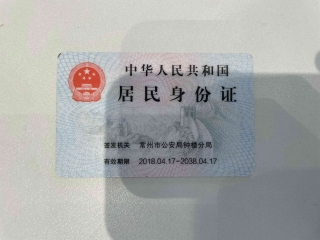 中华人民共和国
居民身份证
签发机关 常州市公安局钟楼分局
有效期限 2018.04.17-2038.04.17